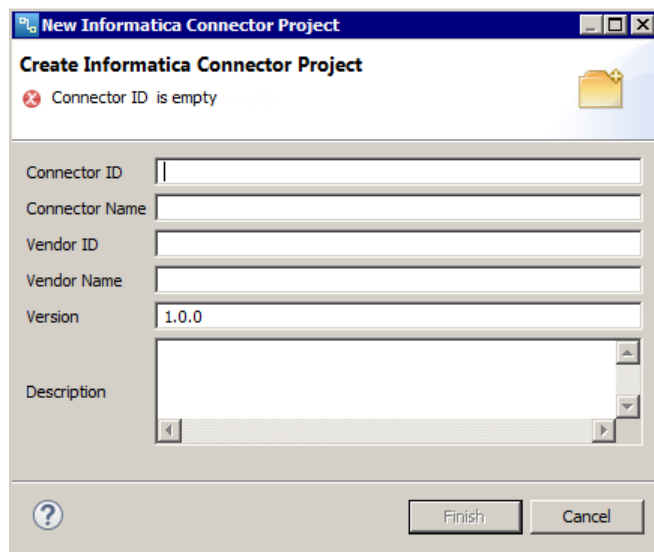 New Informatica Connector Project
Create Informatica Connector Project
Connector ID is empty
Connector ID
Connector Name
Vendor ID
Vendor Name
Version 1.0.0
Description
? Finish Cancel